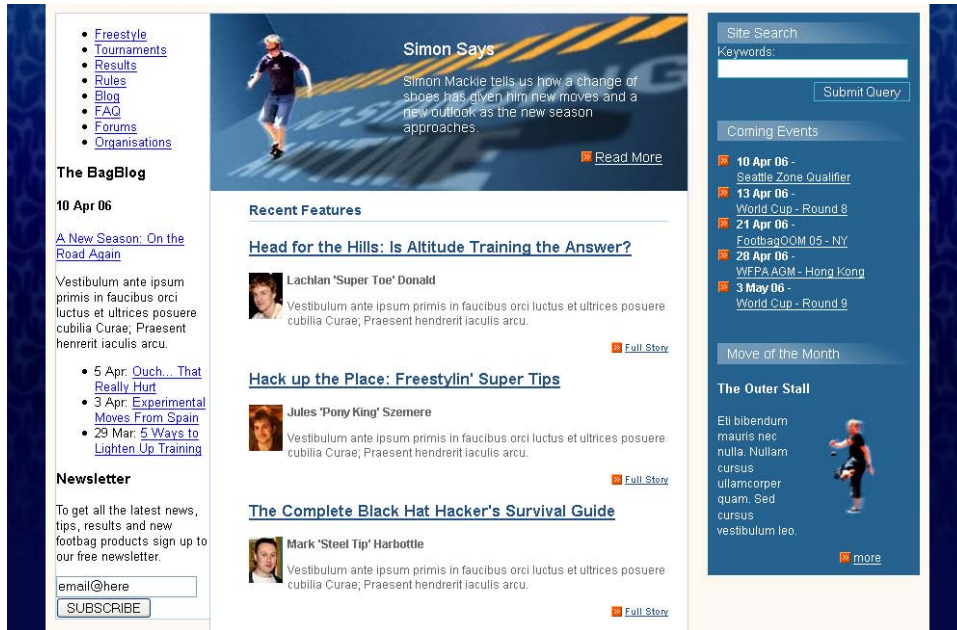 Freestyle
Tournaments
Results
Rules
Blog
FAQ
Forums
Organisations
The BagBlog
10 Apr 06
A New Season: On the
Road Again
Vestibulum ante ipsum
primis in faucibus orci
luctus et ultrices posuere
cubilia Curae; Praesent
henrerit iaculis arcu.
5 Apr: Ouch... That
Really Hurt
3 Apr: Experimental
Moves From Spain
29 Mar: 5 Ways to
Lighten Up Training
Newsletter
To get all the latest news,
tips, results and new
footbag products sign up to
our free newsletter.
email@here
SUBSCRIBE
Simon Says
Simon Mackie tells us how a change of
shoes has given him new moves and a
new outlook as the new season
approaches.
Read More
Recent Features
Head for the Hills: Is Altitude Training the Answer?
Lachlan 'Super Toe' Donald
Vestibulum ante ipsum primis in faucibus orci luctus et ultrices posuere
cubilia Curae; Praesent hendrerit iaculis arcu.
Full Story
Hack up the Place: Freestylin' Super Tips
Jules 'Pony King' Szemere
Vestibulum ante ipsum primis in faucibus orci luctus et ultrices posuere
cubilia Curae; Praesent hendrerit iaculis arcu.
Full Story
The Complete Black Hat Hacker's Survival Guide
Mark 'Steel Tip' Harbottle
Vestibulum ante ipsum primis in faucibus orci luctus et ultrices posuere
cubilia Curae; Praesent hendrerit iaculis arcu.
Full Story
Site Search
Keywords:
Submit Query
Coming Events
10 Apr 06 -
Seattle Zone Qualifier
13 Apr 06 -
World Cup - Round 8
21 Apr 06 -
FootbagOOM 05 - NY
28 Apr 06 -
WFPA AGM - Hong Kong
3 May 06 -
World Cup - Round 9
Move of the Month
The Outer Stall
Eti bibendum
mauris nec
nulla. Nullam
cursus
ullamcorper
quam. Sed
cursus
vestibulum leo.
more